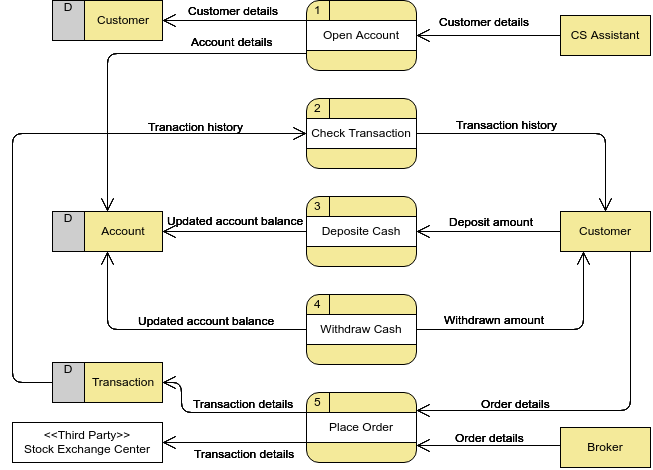 D
Customer
Customer details
1
Open Account
Customer details
CS Assistant
Account details
2
Tranaction history
Check Transaction
Transaction history
D
Account
Updated account balance
3
Deposite Cash
Deposit amount
Customer
4
Updated account balance
Withdraw Cash
Withdrawn amount
D
Transaction
Transaction details
5
Place Order
Order details
<<Third Party>>
Stock Exchange Center
Transaction details
Order details
Broker